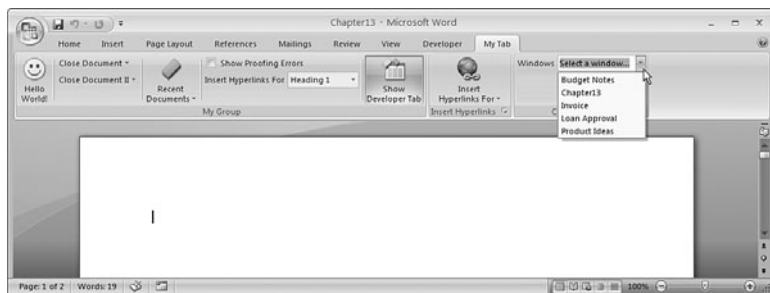 Chapter13 - Microsoft Word
Home Insert Page Layout References Mailings Review View Developer My Tab
Hello World!
Close Document
Close Document II
Recent Documents
Show Proofing Errors
Insert Hyperlinks For Heading 1
My Group
Show Developer Tab
Insert Hyperlinks For
Insert Hyperlinks
Windows Select a window...
Budget Notes
Chapter13
Invoice
Loan Approval
Product Ideas
Page: 1 of 2 Words: 19 100%